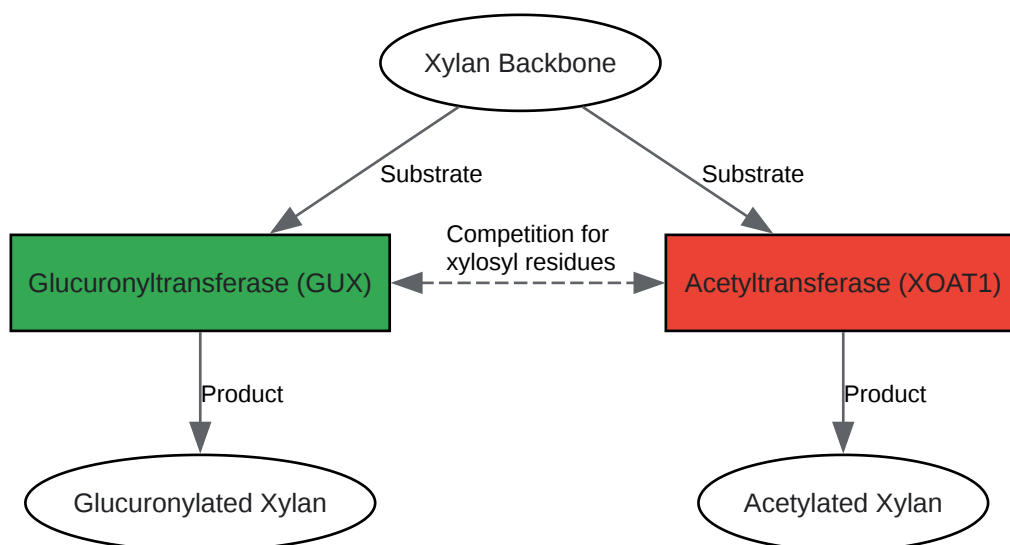 Xylan Backbone
Substrate
Substrate
Competition for
xylosyl residues
Glucuronyltransferase (GUX)
Acetyltransferase (XOAT1)
Product
Product
Glucuronylated Xylan
Acetylated Xylan